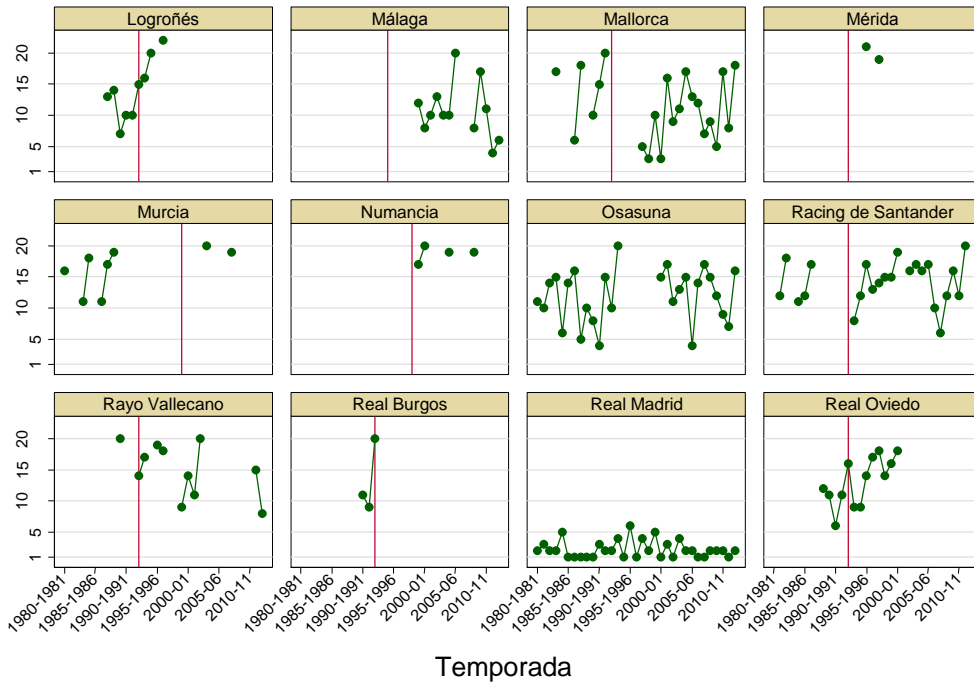 Logroñés
Málaga
Mallorca
Mérida
1 5 10 15 20
Murcia
Numancia
Osasuna
Racing de Santander
1 5 10 15 20
Rayo Vallecano
Real Burgos
Real Madrid
Real Oviedo
1 5 10 15 20
1980-1981 1985-1986 1990-1991 1995-1996 2000-01 2005-06 2010-11
1980-1981 1985-1986 1990-1991 1995-1996 2000-01 2005-06 2010-11
1980-1981 1985-1986 1990-1991 1995-1996 2000-01 2005-06 2010-11
1980-1981 1985-1986 1990-1991 1995-1996 2000-01 2005-06 2010-11
Temporada